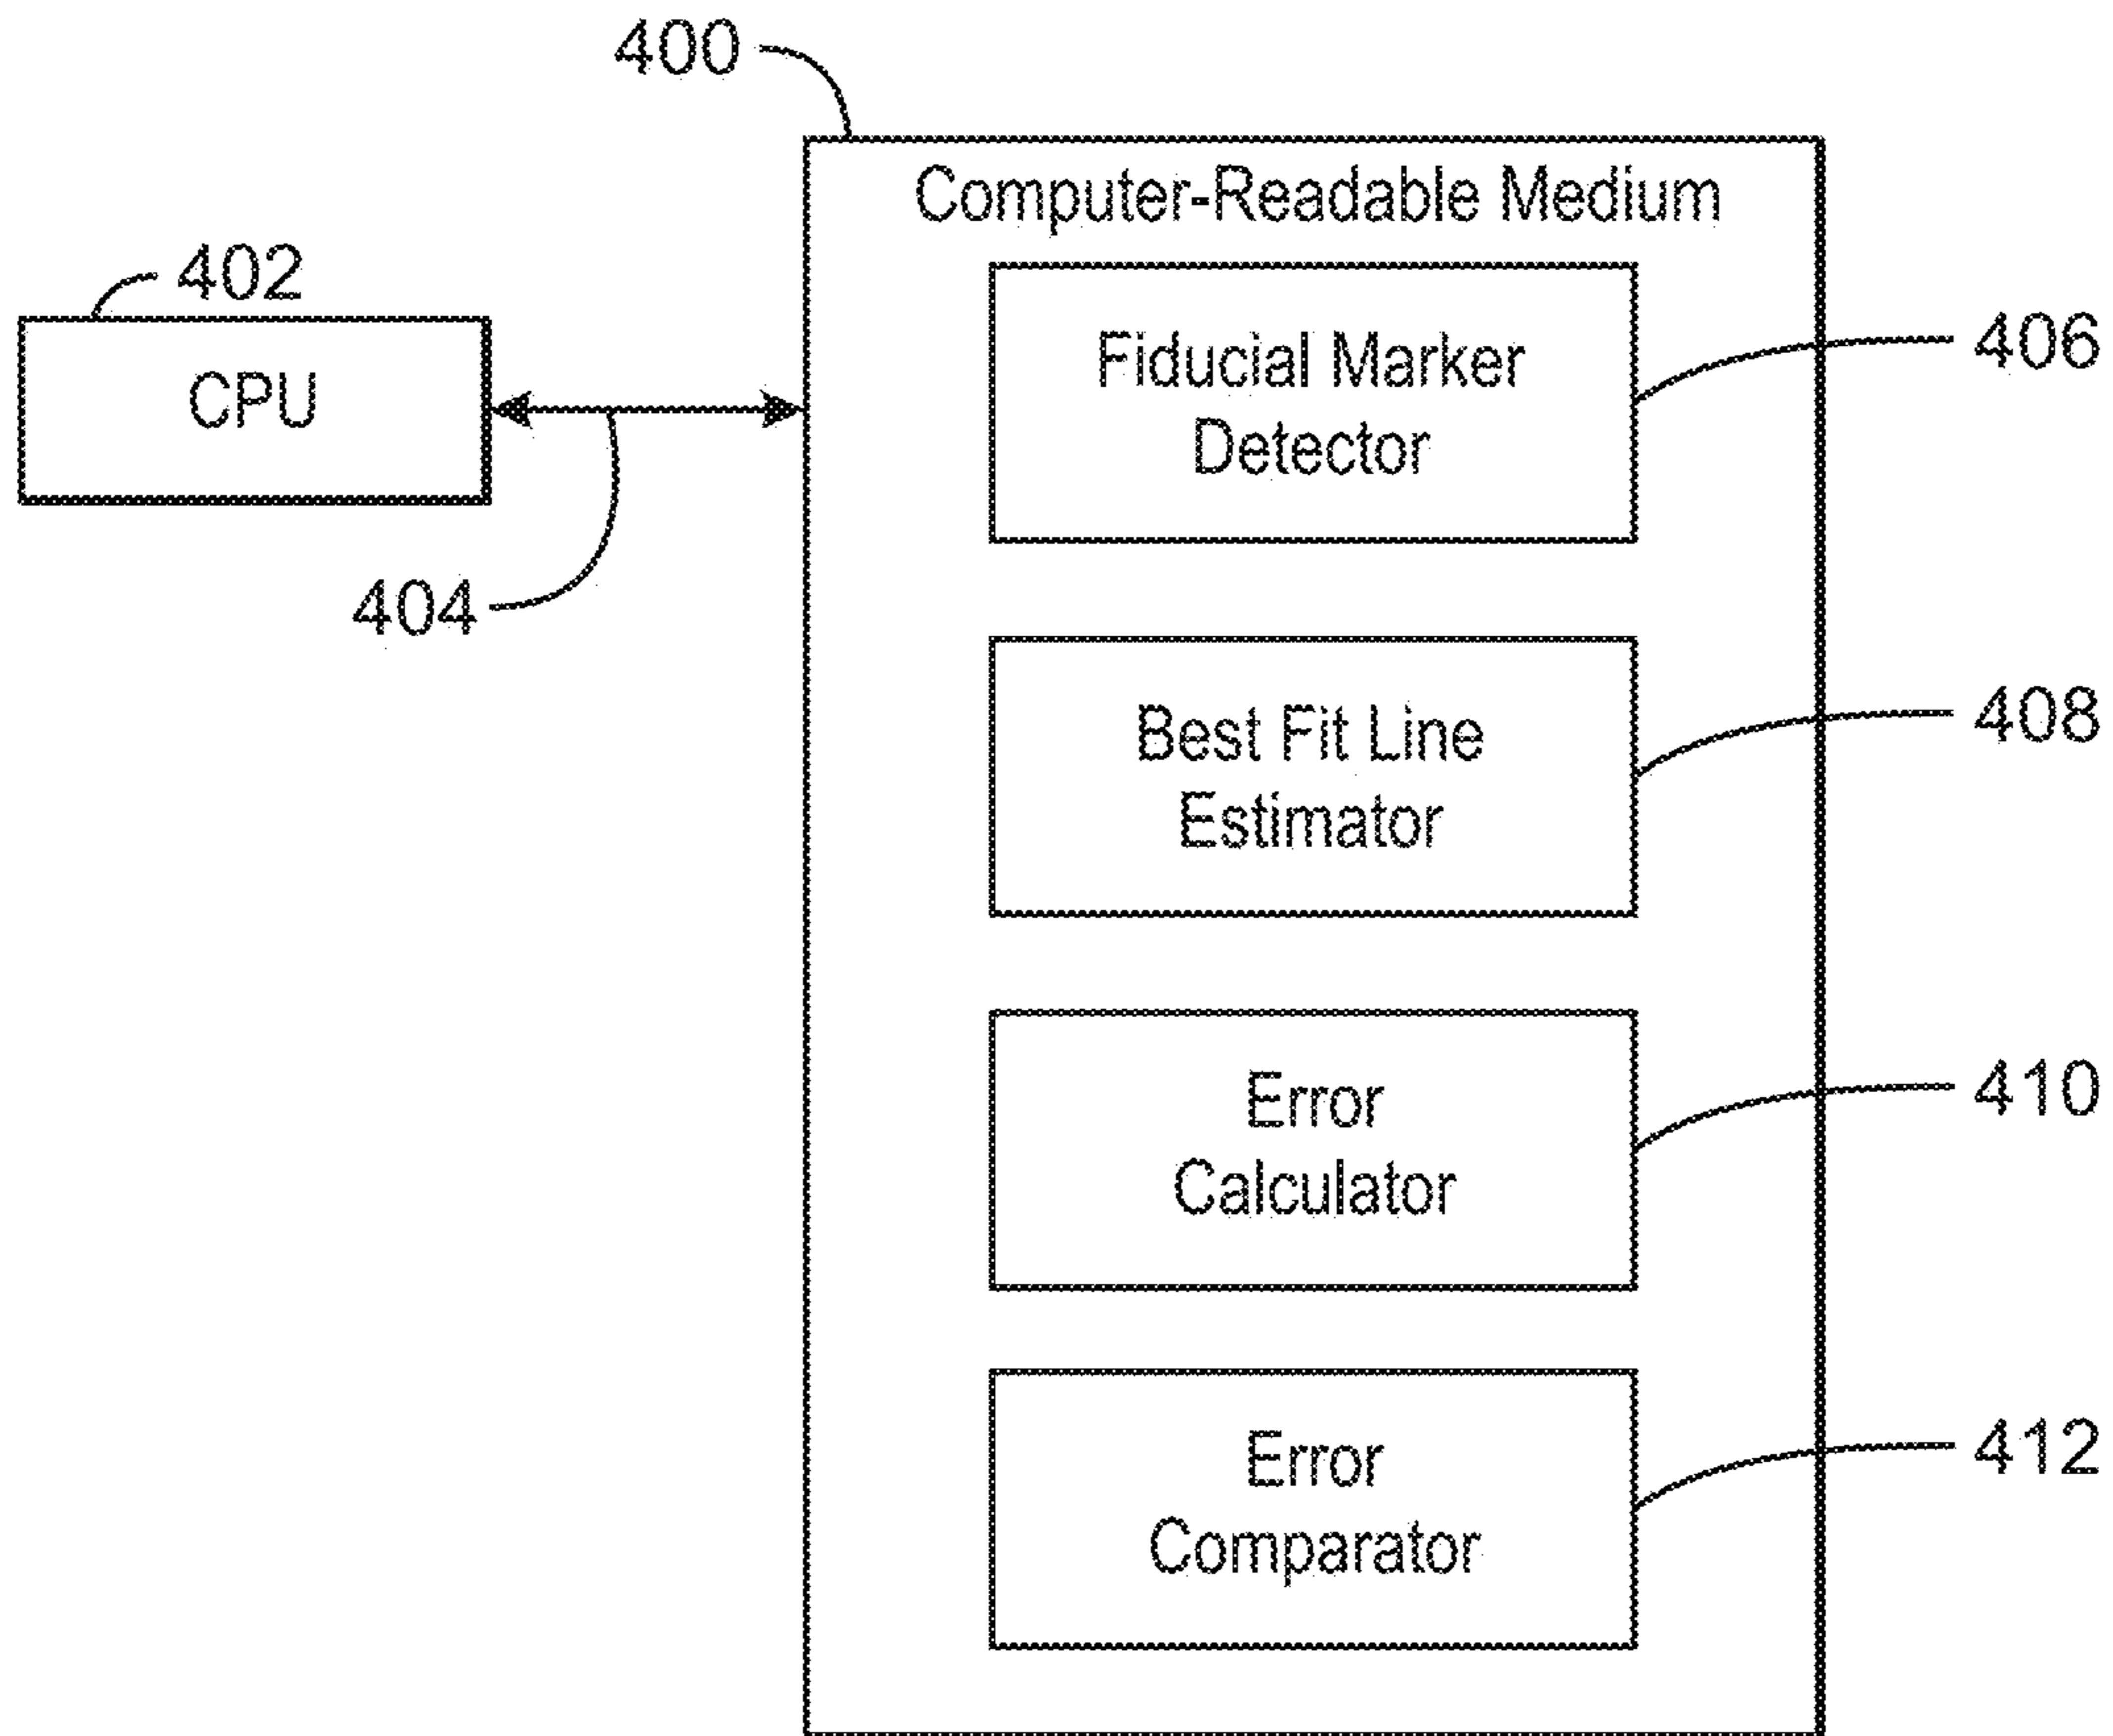 400
Computer-Readable Medium
402
CPU
404
Fiducial Marker
Detector
406
Best Fit Line
Estimator
408
Error
Calculator
410
Error
Comparator
412